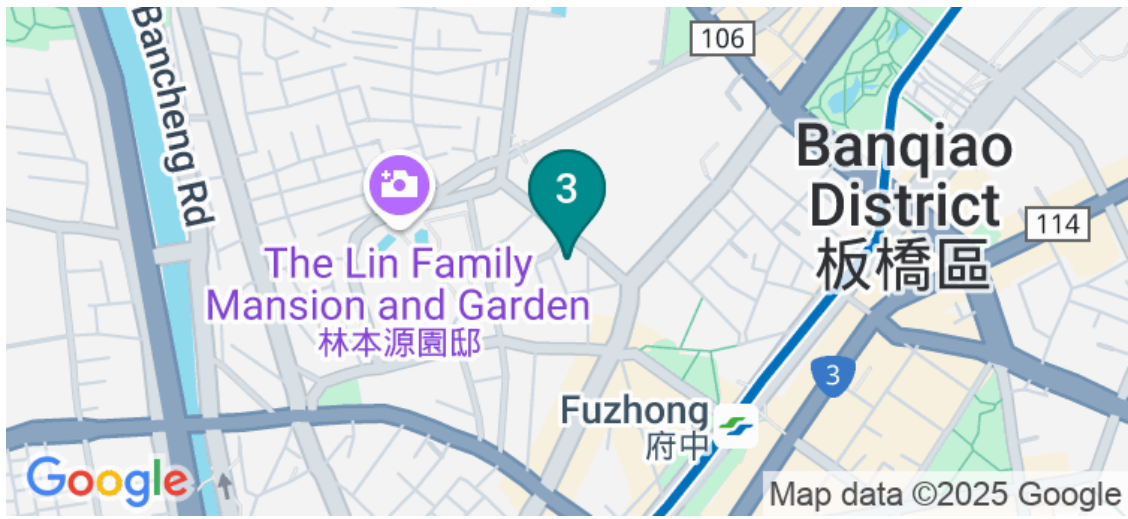 106
Bancheng Rd
3
Banqiao
District
板橋區
114
The Lin Family
Mansion and Garden
林本源園邸
3
Fuzhong
府中
Google
Map data ©2025 Google